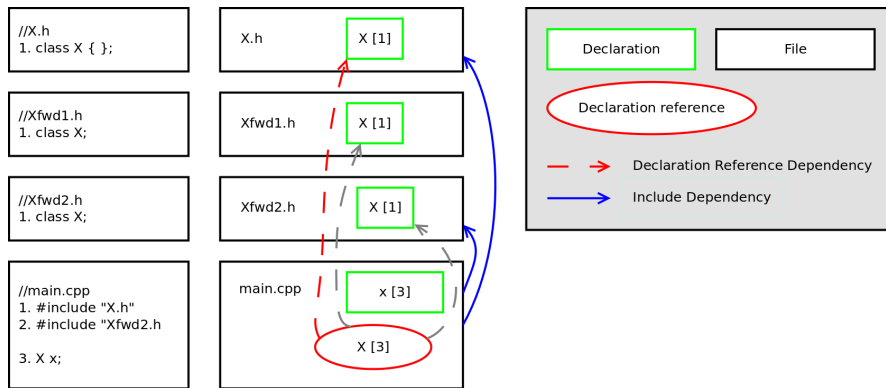 //X.h
1. class X { };
//Xfwd1.h
1. class X;
//Xfwd2.h
1. class X;
//main.cpp
1. #include "X.h"
2. #include "Xfwd2.h
3. X x;
X.h
X [1]
Xfwd1.h
X [1]
Xfwd2.h
X [1]
main.cpp
x [3]
X [3]
Declaration
File
Declaration reference
Declaration Reference Dependency
Include Dependency